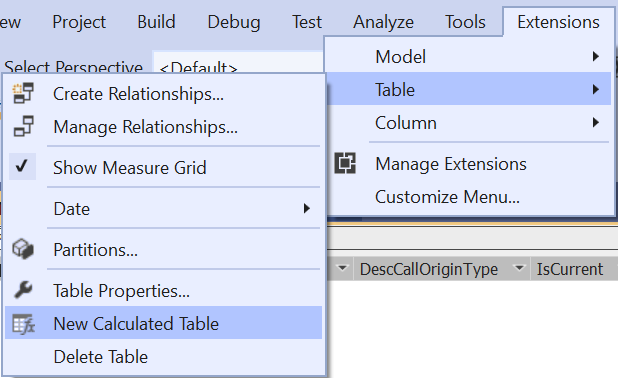 ew Project Build Debug Test Analyze Tools Extensions
Select Perspective <Default>
Model
Table
Column
Manage Extensions
Customize Menu...
Create Relationships...
Manage Relationships...
Show Measure Grid
Date
Partitions...
Table Properties...
New Calculated Table
Delete Table
DescCallOriginType IsCurrent